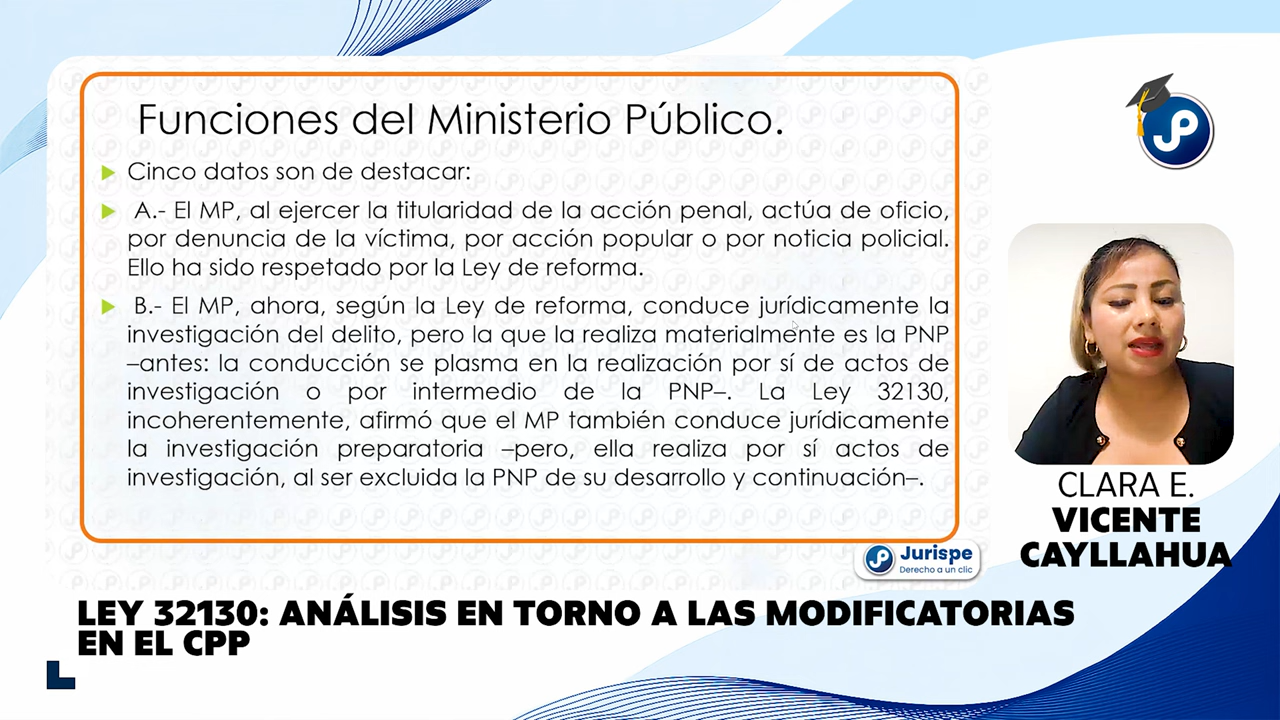 Funciones del Ministerio Público.
Cinco datos son de destacar:
A.- El MP, al ejercer la titularidad de la acción penal, actúa de oficio,
por denuncia de la víctima, por acción popular o por noticia policial.
Ello ha sido respetado por la Ley de reforma.
B.- El MP, ahora, según la Ley de reforma, conduce jurídicamente la
investigación del delito, pero la que la realiza materialmente es la PNP
–antes: la conducción se plasma en la realización por sí de actos de
investigación o por intermedio de la PNP–. La Ley 32130,
incoherentemente, afirmó que el MP también conduce jurídicamente
la investigación preparatoria –pero, ella realiza por sí actos de
investigación, al ser excluida la PNP de su desarrollo y continuación–.
Jurispe
Derecho a un clic
JP
CLARA E.
VICENTE
CAYLLAHUA
LEY 32130: ANÁLISIS EN TORNO A LAS MODIFICATORIAS
EN EL CPP